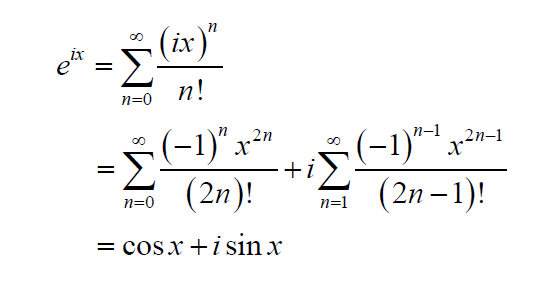 e^{ix} = \sum_{n=0}^{\infty} \frac{(ix)^n}{n!}
= \sum_{n=0}^{\infty} \frac{(-1)^n x^{2n}}{(2n)!} + i \sum_{n=1}^{\infty} \frac{(-1)^{n-1} x^{2n-1}}{(2n-1)!}
= \cos x + i \sin x